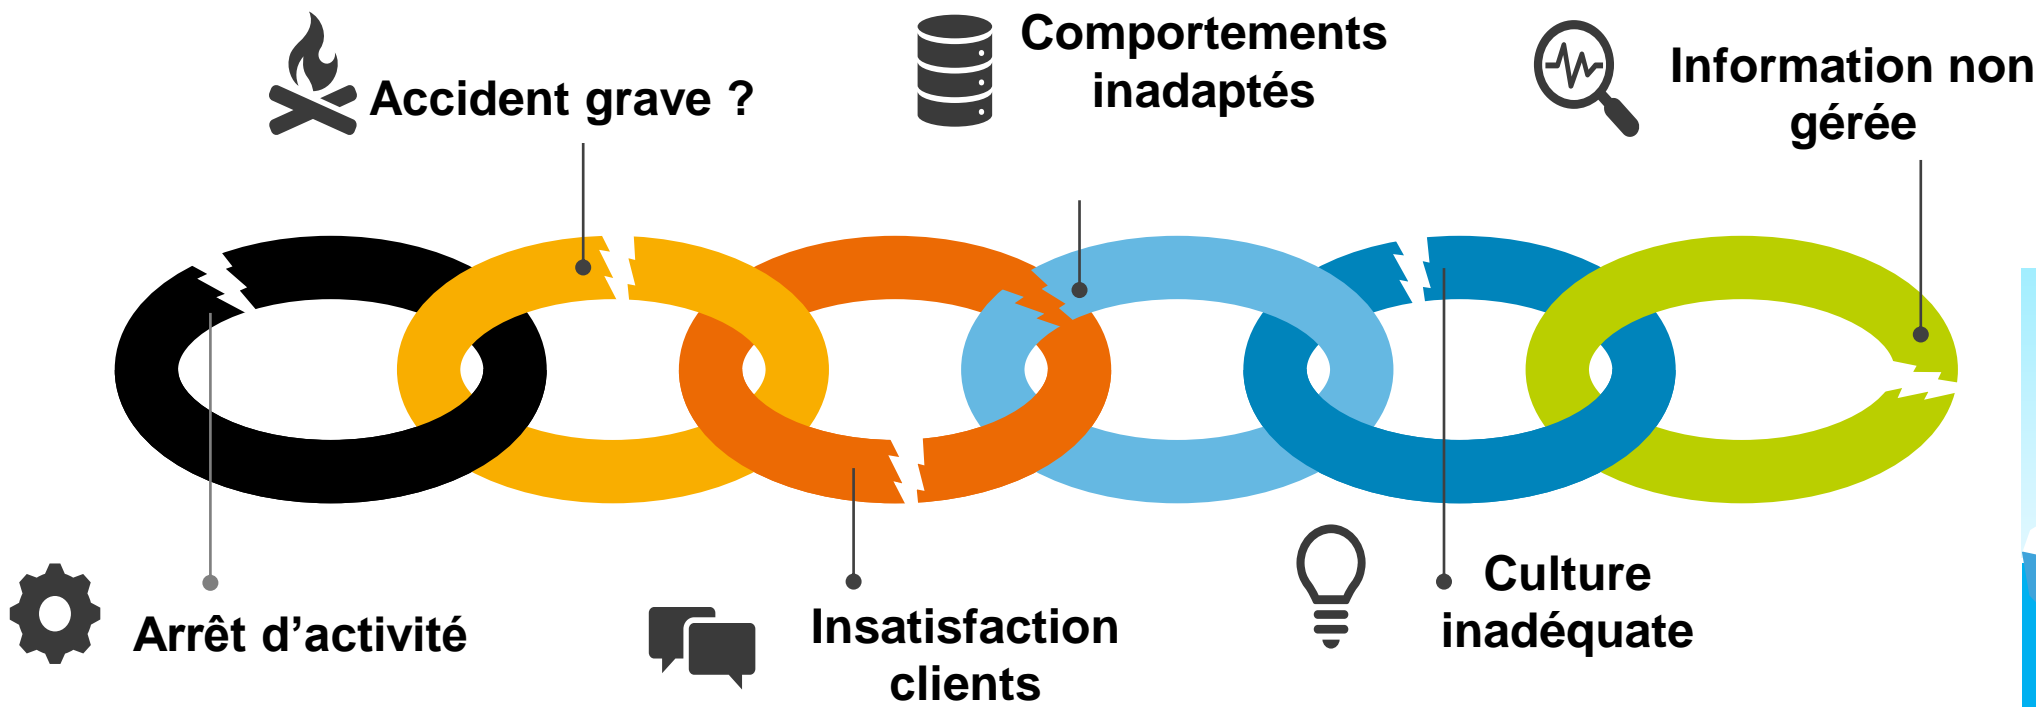 Accident grave ?
Comportements
inadaptés
Information non
gérée
Arrêt d’activité
Insatisfaction
clients
Culture
inadéquate